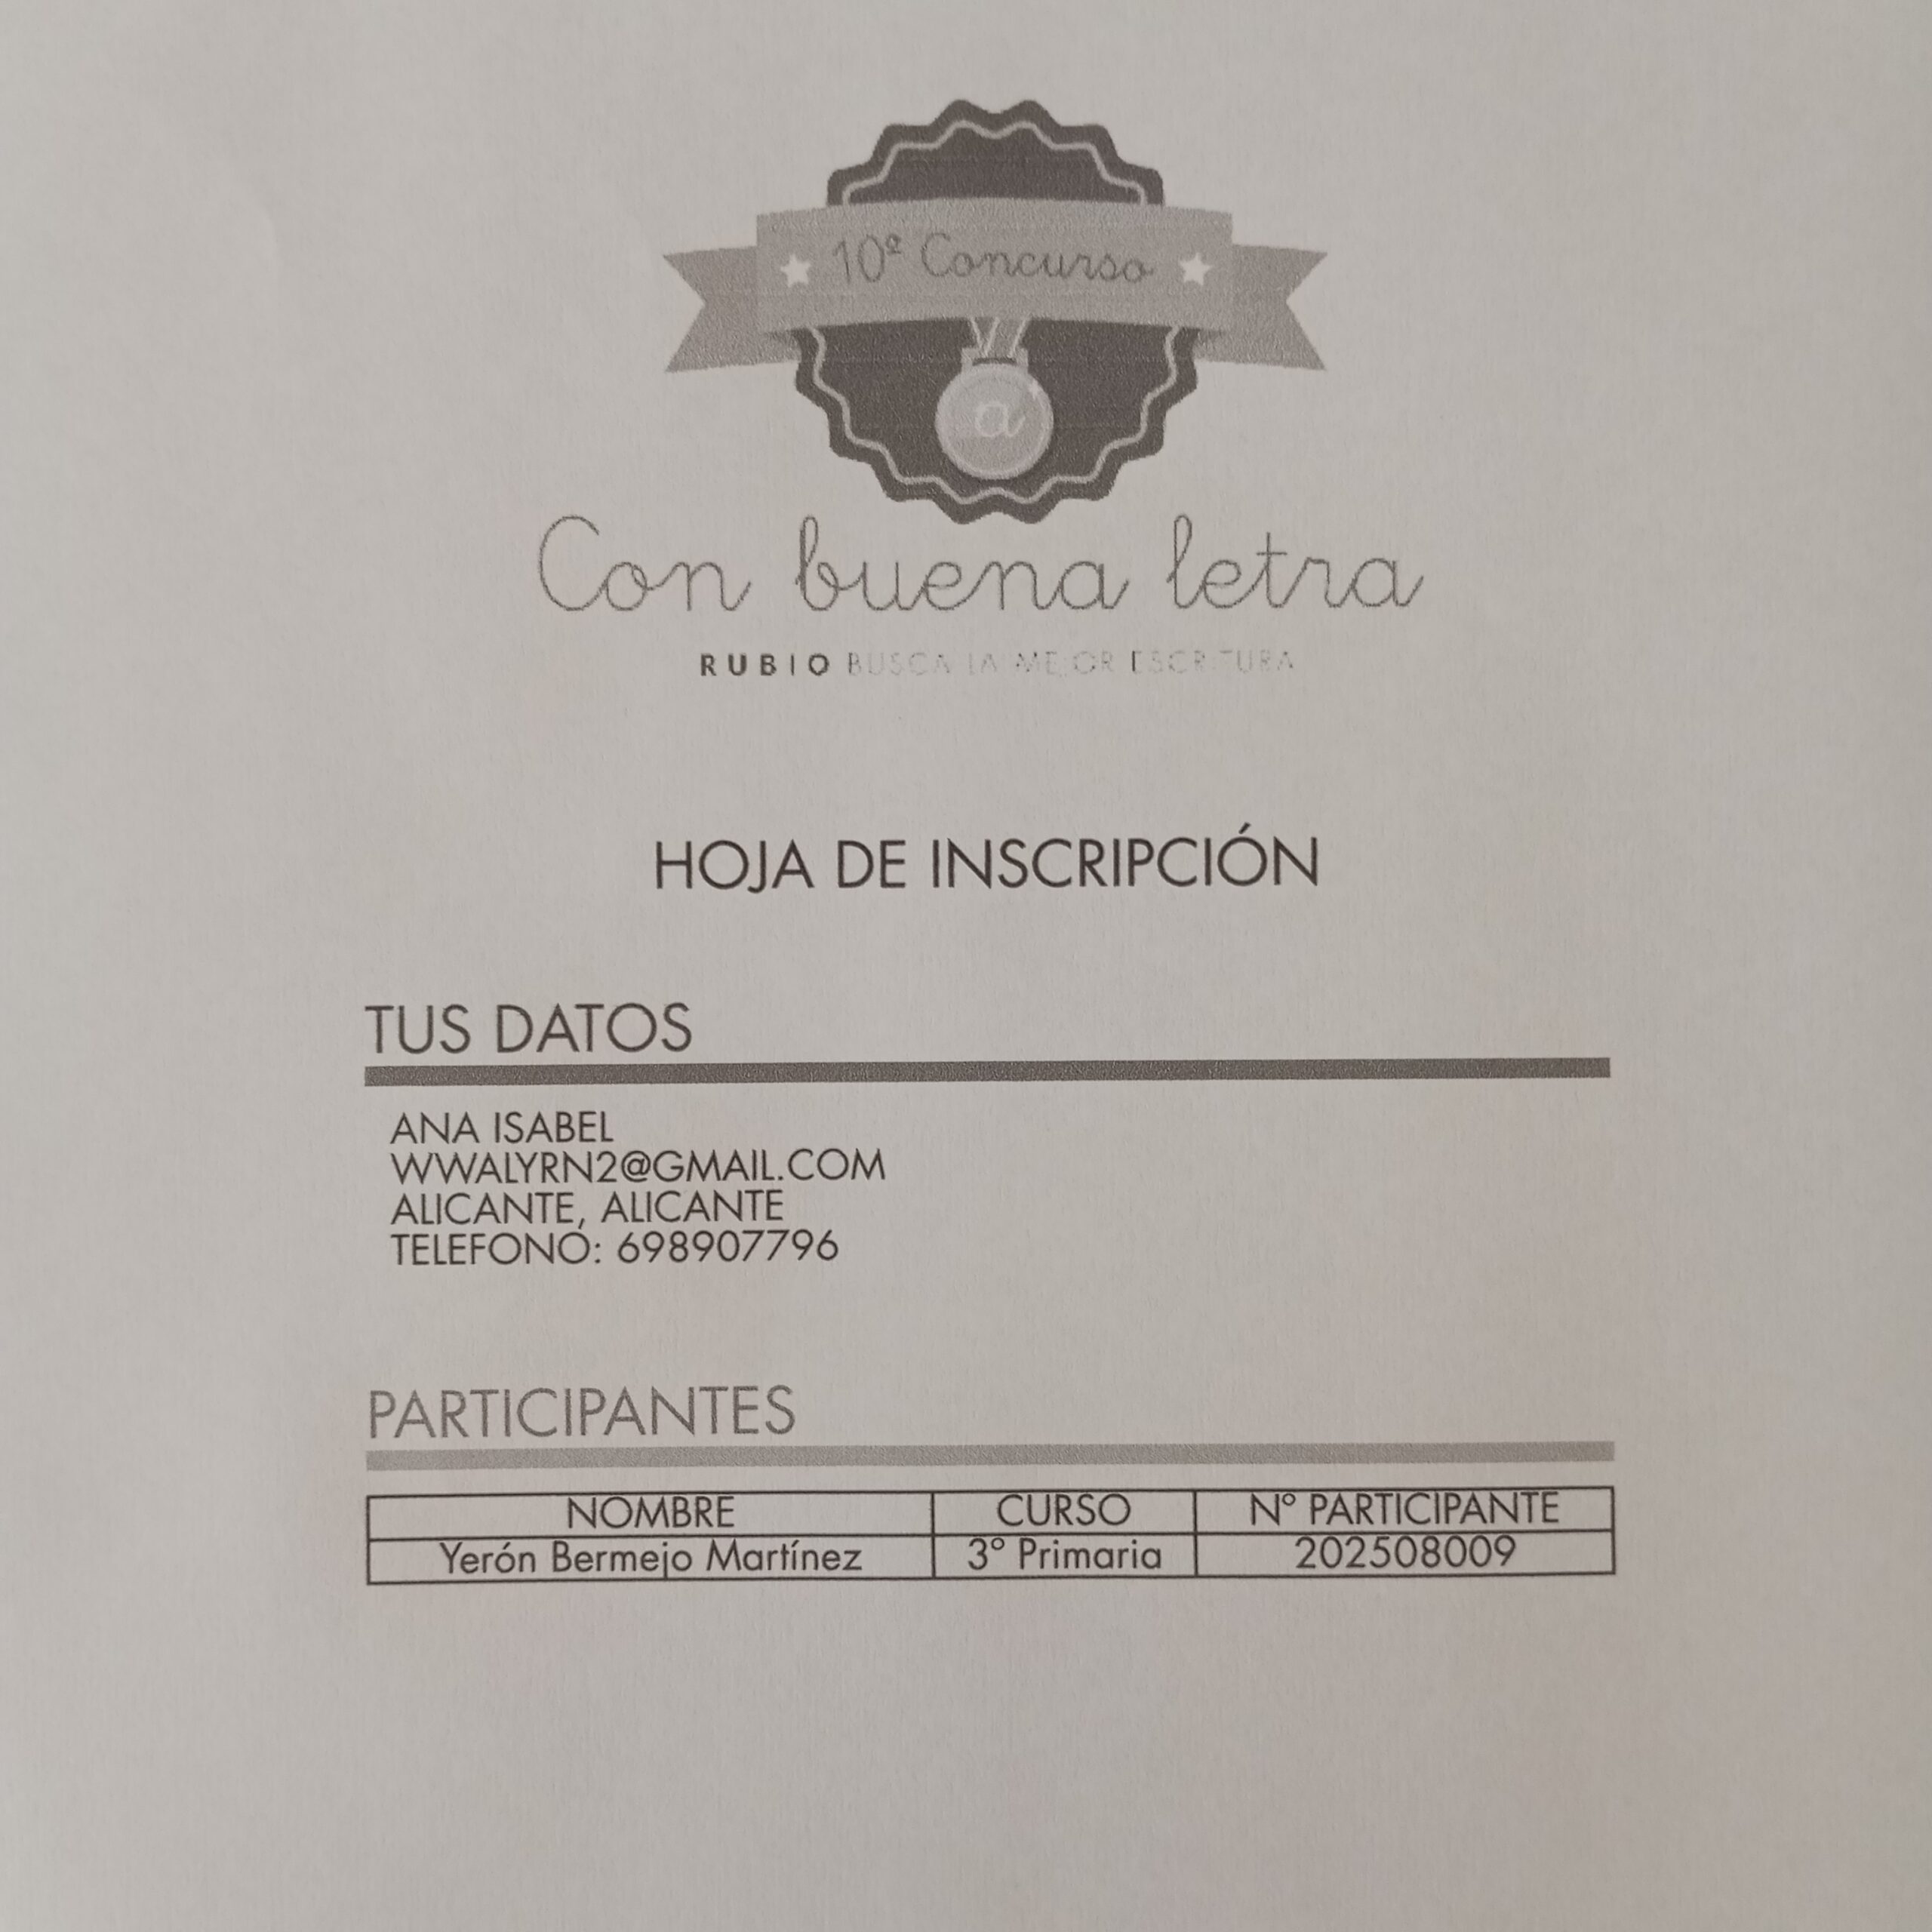 10º Concurso
a
Con buena letra
RUBIO BUSCA LA MEJOR ESCRITURA
HOJA DE INSCRIPCIÓN
TUS DATOS
ANA ISABEL
WWALYRN2@GMAIL.COM
ALICANTE, ALICANTE
TELEFONO: 698907796
PARTICIPANTES
NOMBRE CURSO Nº PARTICIPANTE
Yerón Bermejo Martínez 3º Primaria 202508009